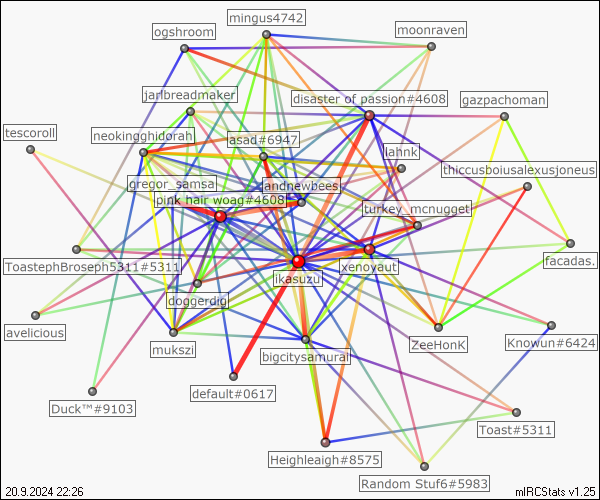 mingus4742
ogshroom
moonraven
jarlbreadmaker
disaster of passion#4608
gazpachoman
tescoroll
neokingghidorah
asad#6947
lahnk
thiccusboiusalexusjoneus
gregor_samsa
andnewbees
pink hair woag#4608
turkey_mcnugget
ToastephBroseph5311#5311
ikasuzu
xenoyaut
facadas.
doggerdig
avelicious
mukszi
bigcitysamurai
ZeeHonk
Knowun#6424
default#0617
Duck™#9103
Toast#5311
Heighleaigh#8575
Random Stuf6#5983
20.9.2024 22:26
mIRCStats v1.25